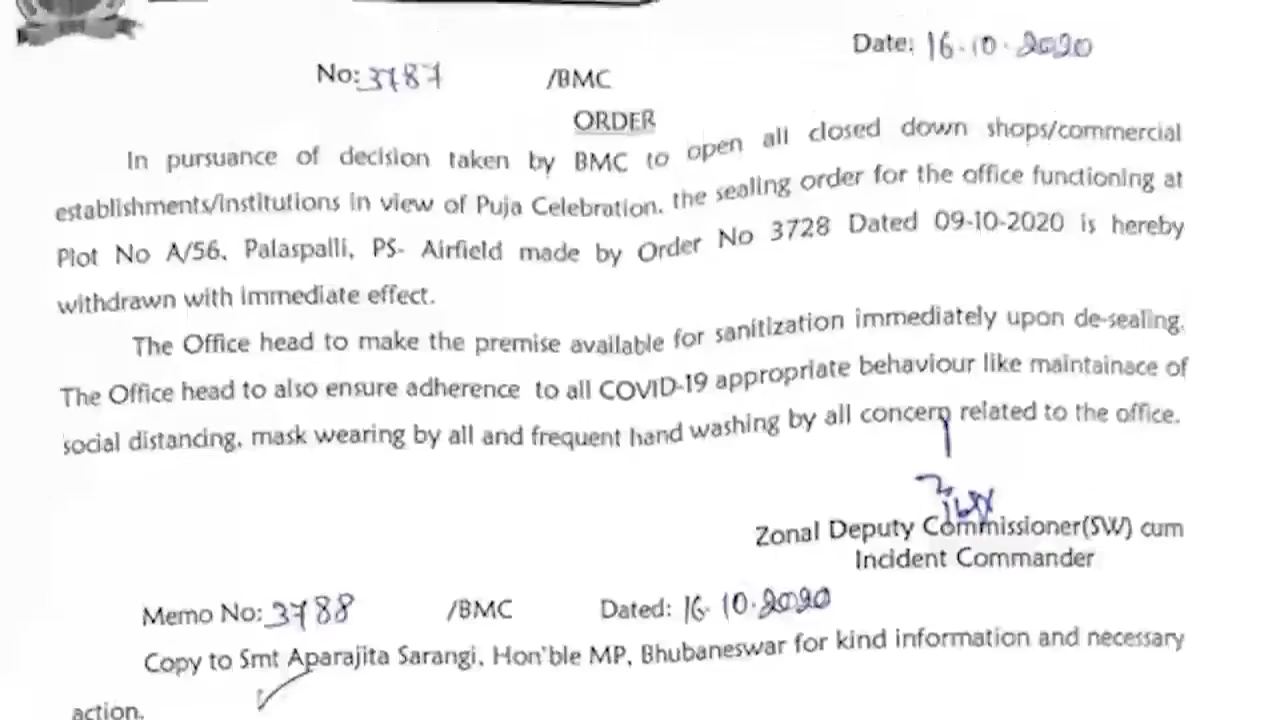 Date: 16.10.2020
No: 3787 /BMC
ORDER
In pursuance of decision taken by BMC to open all closed down shops/commercial
establishments/institutions in view of Puja Celebration, the sealing order for the office functioning at
Plot No A/56, Palaspalli, PS- Airfield made by Order No 3728 Dated 09-10-2020 is hereby
withdrawn with immediate effect.
The Office head to make the premise available for sanitization immediately upon de-sealing.
The Office head to also ensure adherence to all COVID-19 appropriate behaviour like maintainace of
social distancing, mask wearing by all and frequent hand washing by all concern related to the office.
Zonal Deputy Commissioner(SW) cum
Incident Commander
Memo No: 3788 /BMC Dated: 16.10.2020
Copy to Smt Aparajita Sarangi, Hon'ble MP, Bhubaneswar for kind information and necessary
action.